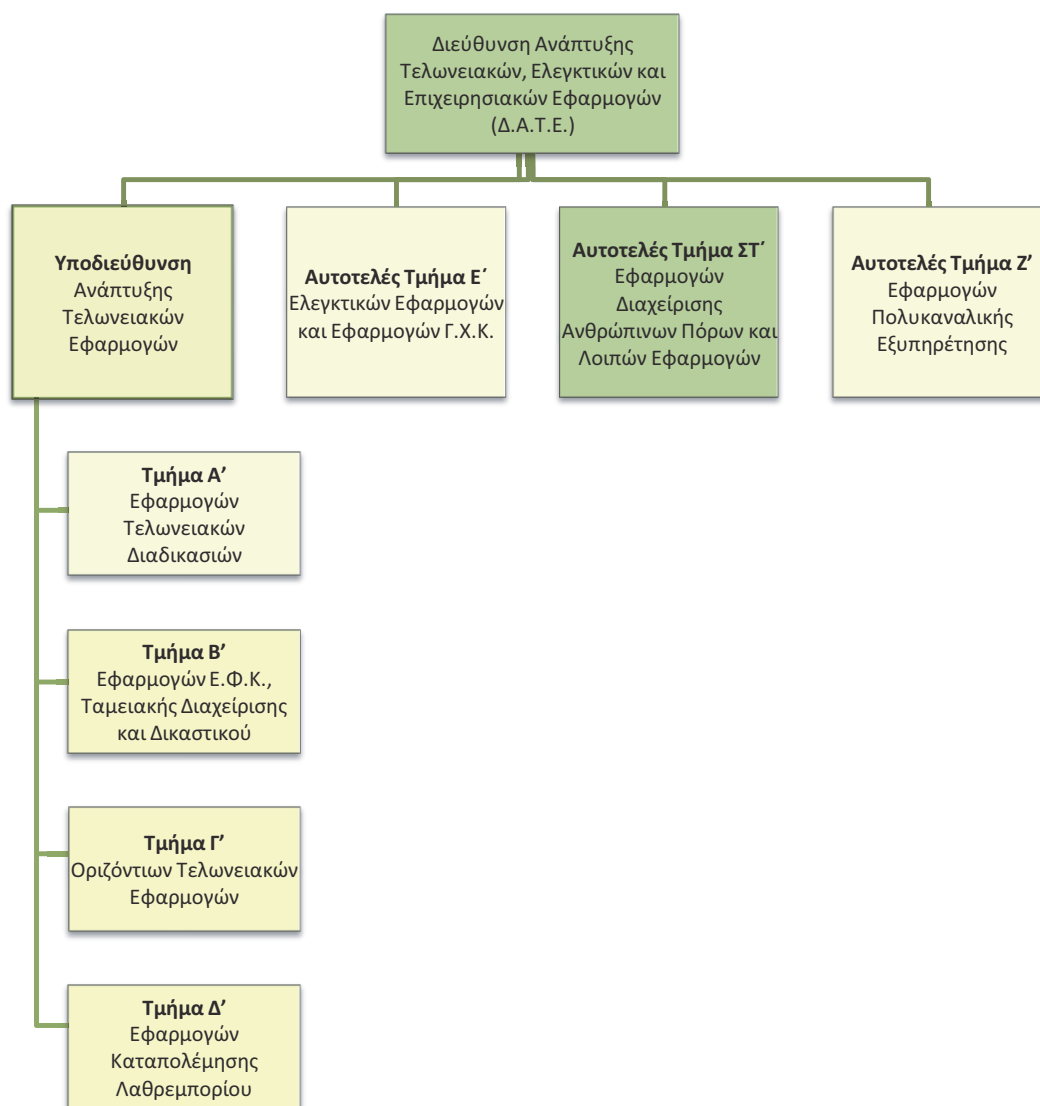 Διεύθυνση Ανάπτυξης
Τελωνειακών, Ελεγκτικών και
Επιχειρησιακών Εφαρμογών
(Δ.Α.Τ.Ε.)
Υποδιεύθυνση
Ανάπτυξης
Τελωνειακών
Εφαρμογών
Αυτοτελές Τμήμα Ε΄
Ελεγκτικών Εφαρμογών
και Εφαρμογών Γ.Χ.Κ.
Αυτοτελές Τμήμα ΣΤ΄
Εφαρμογών
Διαχείρισης
Ανθρώπινων Πόρων και
Λοιπών Εφαρμογών
Αυτοτελές Τμήμα Ζ’
Εφαρμογών
Πολυκαναλικής
Εξυπηρέτησης
Τμήμα Α’
Εφαρμογών
Τελωνειακών
Διαδικασιών
Τμήμα Β’
Εφαρμογών Ε.Φ.Κ.,
Ταμειακής Διαχείρισης
και Δικαστικού
Τμήμα Γ’
Οριζόντιων Τελωνειακών
Εφαρμογών
Τμήμα Δ’
Εφαρμογών
Καταπολέμησης
Λαθρεμπορίου